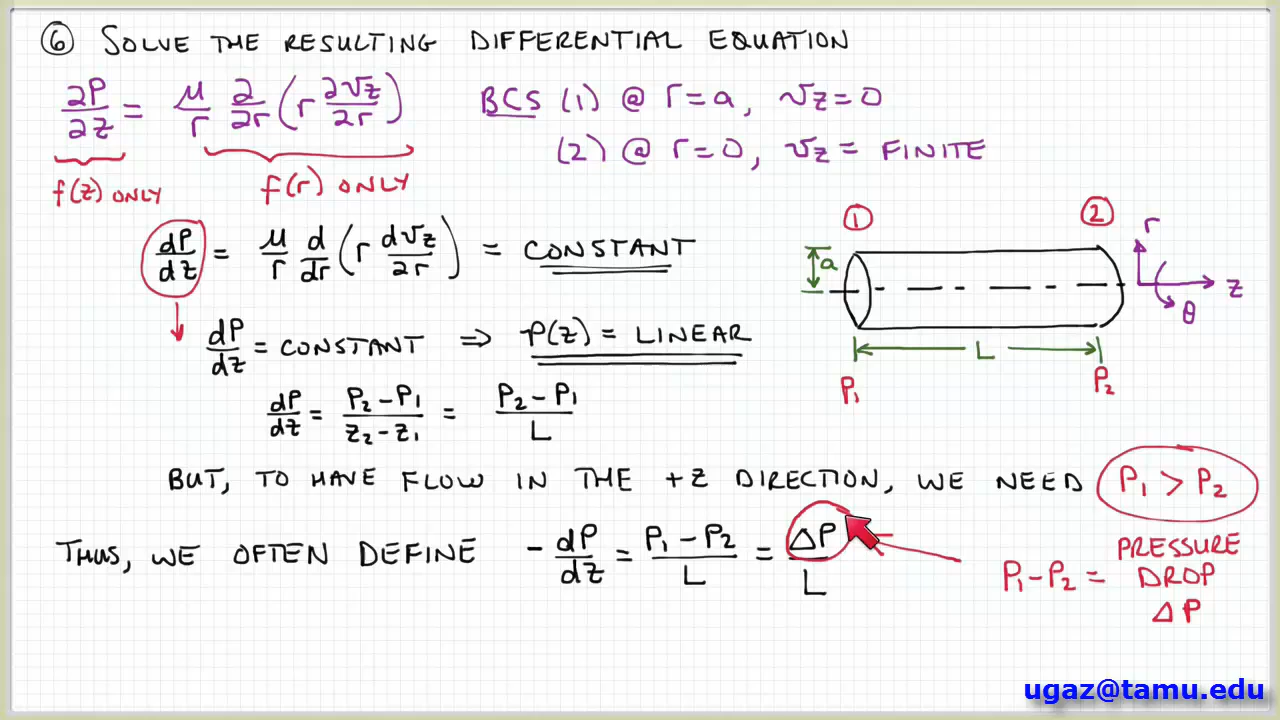 ⑥ SOLVE THE RESULTING DIFFERENTIAL EQUATION
∂P/∂z = μ/r ∂/∂r (r ∂vz/∂r)
BCS (1) @ r=a, vz=0
(2) @ r=0, vz = FINITE
f(z) ONLY
f(r) ONLY
dP/dz = μ/r d/dr (r dvz/∂r) = CONSTANT
① ②
a
r
z
θ
L
P₁ P₂
dP/dz = CONSTANT ⇒ P(z) = LINEAR
dP/dz = P₂-P₁/z₂-z₁ = P₂-P₁/L
BUT, TO HAVE FLOW IN THE +z DIRECTION, WE NEED P₁ > P₂
THUS, WE OFTEN DEFINE -dP/dz = P₁-P₂/L = ΔP/L
P₁-P₂ = PRESSURE
DROP
ΔP
ugaz@tamu.edu